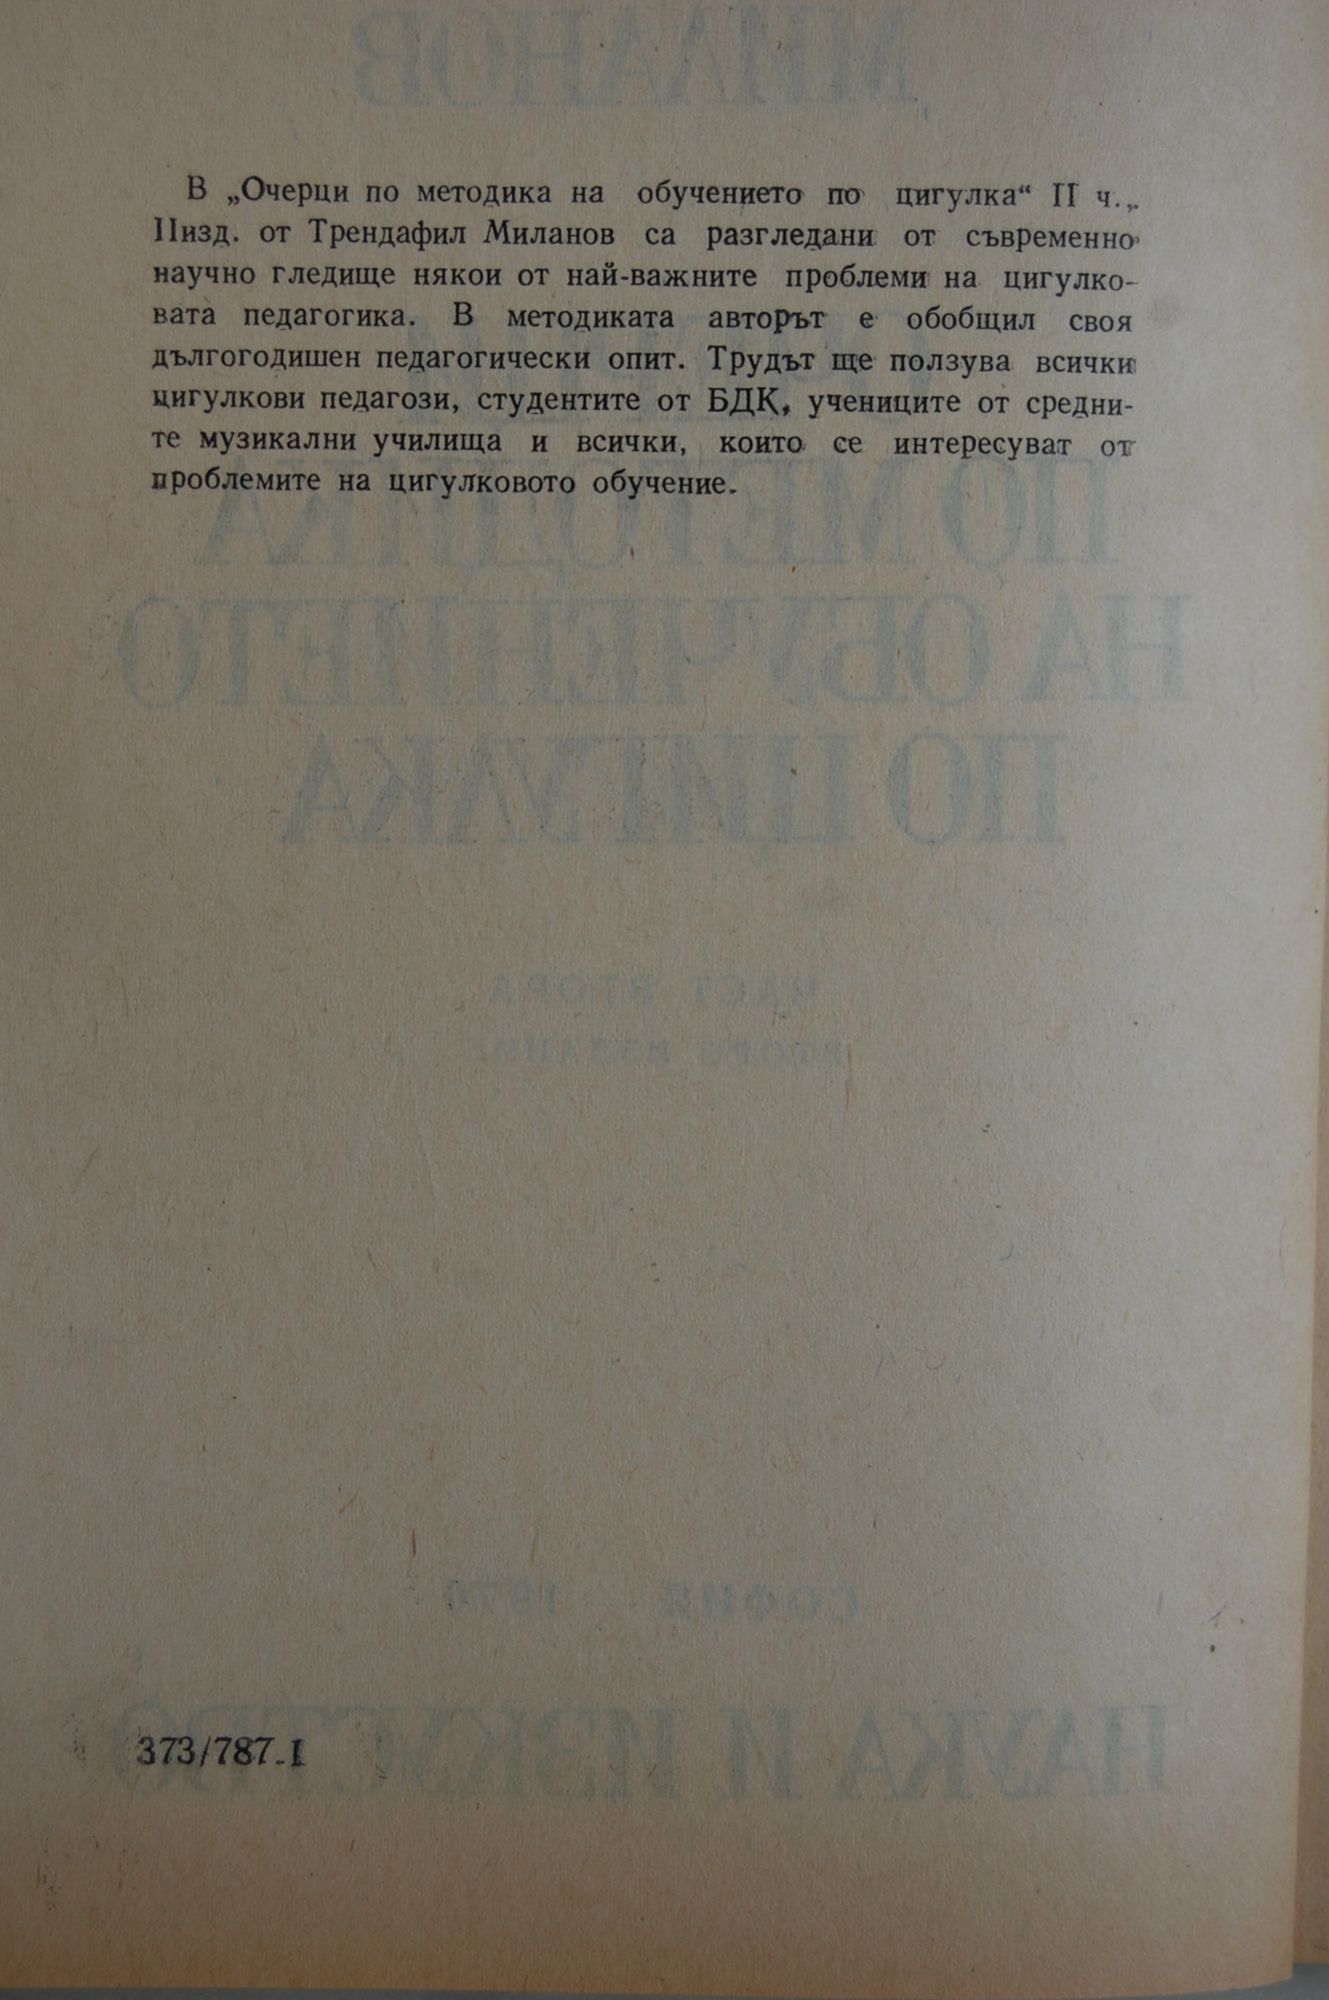 В „Очерци по методика на обучението по цигулка“ II ч.,
IIизд. от Трендафил Миланов са разгледани от съвременно
научно гледище някои от най-важните проблеми на цигулко-
вата педагогика. В методиката авторът е обобщил своя
дългогодишен педагогически опит. Трудът ще ползува всички
цигулкови педагози, студентите от БДК, учениците от средни-
те музикални училища и всички, които се интересуват от
проблемите на цигулковото обучение.
373/787-1